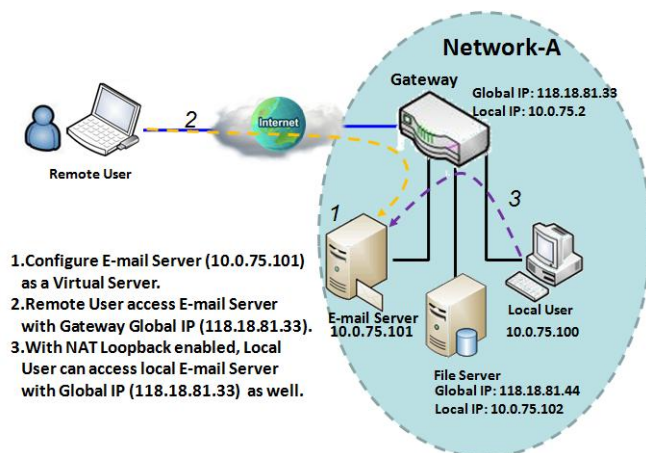 Network-A
Gateway
Global IP: 118.18.81.33
Local IP: 10.0.75.2
2
Internet
Remote User
1
3
E-mail Server
10.0.75.101
Local User
10.0.75.100
File Server
Global IP: 118.18.81.44
Local IP: 10.0.75.102
1.Configure E-mail Server (10.0.75.101)
as a Virtual Server.
2.Remote User access E-mail Server
with Gateway Global IP (118.18.81.33).
3.With NAT Loopback enabled, Local
User can access local E-mail Server
with Global IP (118.18.81.33) as well.